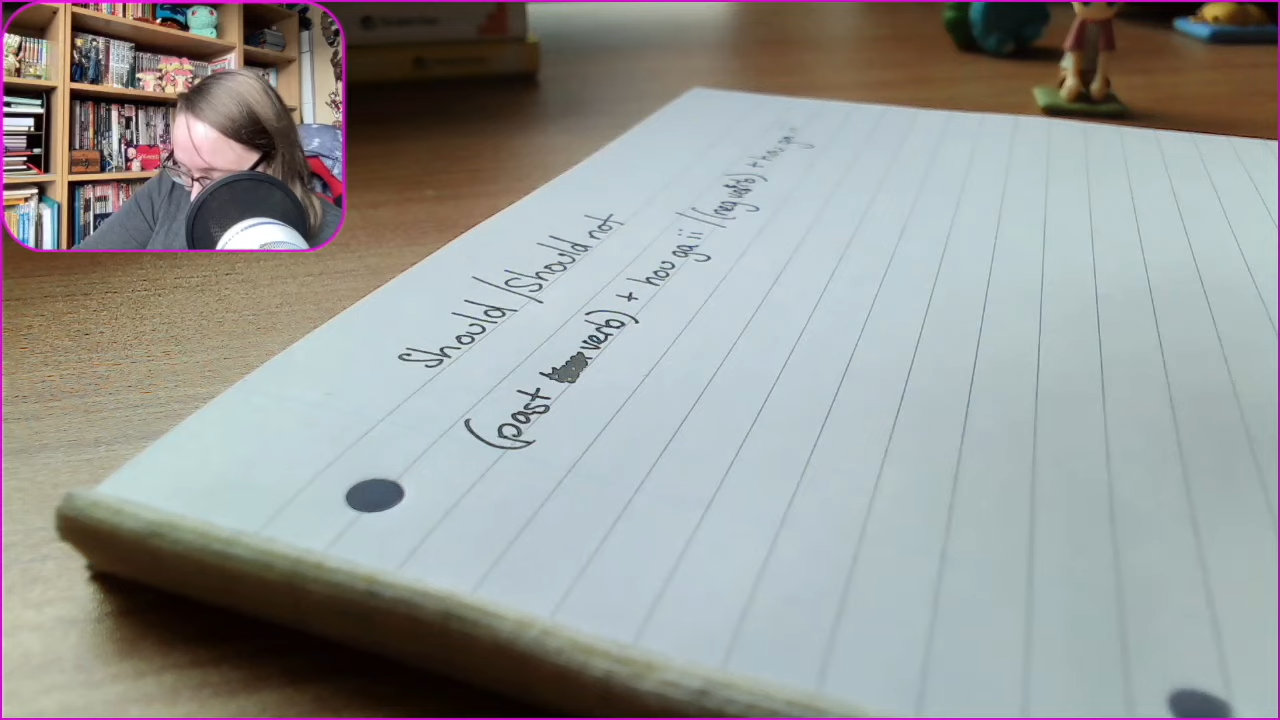 Should / Should not
(past verb) + hou ga ii / (neg verb) + hou ga ii